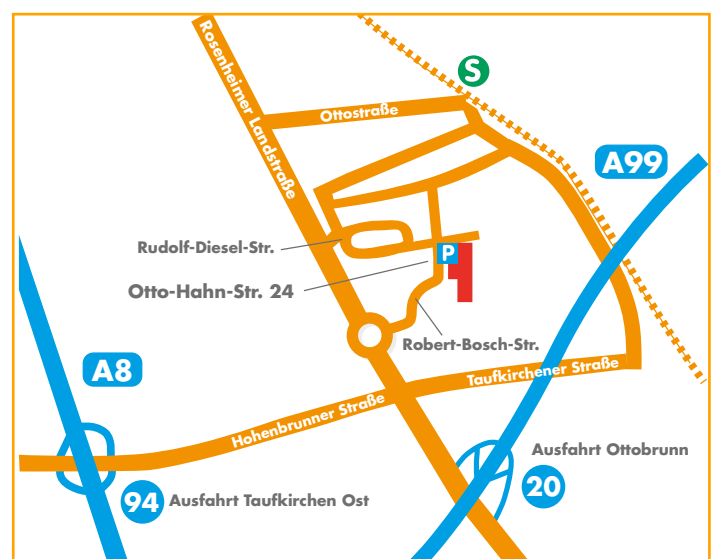 Rosenheimer Landstraße
S
Ottostraße
A99
Rudolf-Diesel-Str.
P
Otto-Hahn-Str. 24
Robert-Bosch-Str.
A8
Taufkirchener Straße
Hohenbrunner Straße
Ausfahrt Ottobrunn
20
94 Ausfahrt Taufkirchen Ost